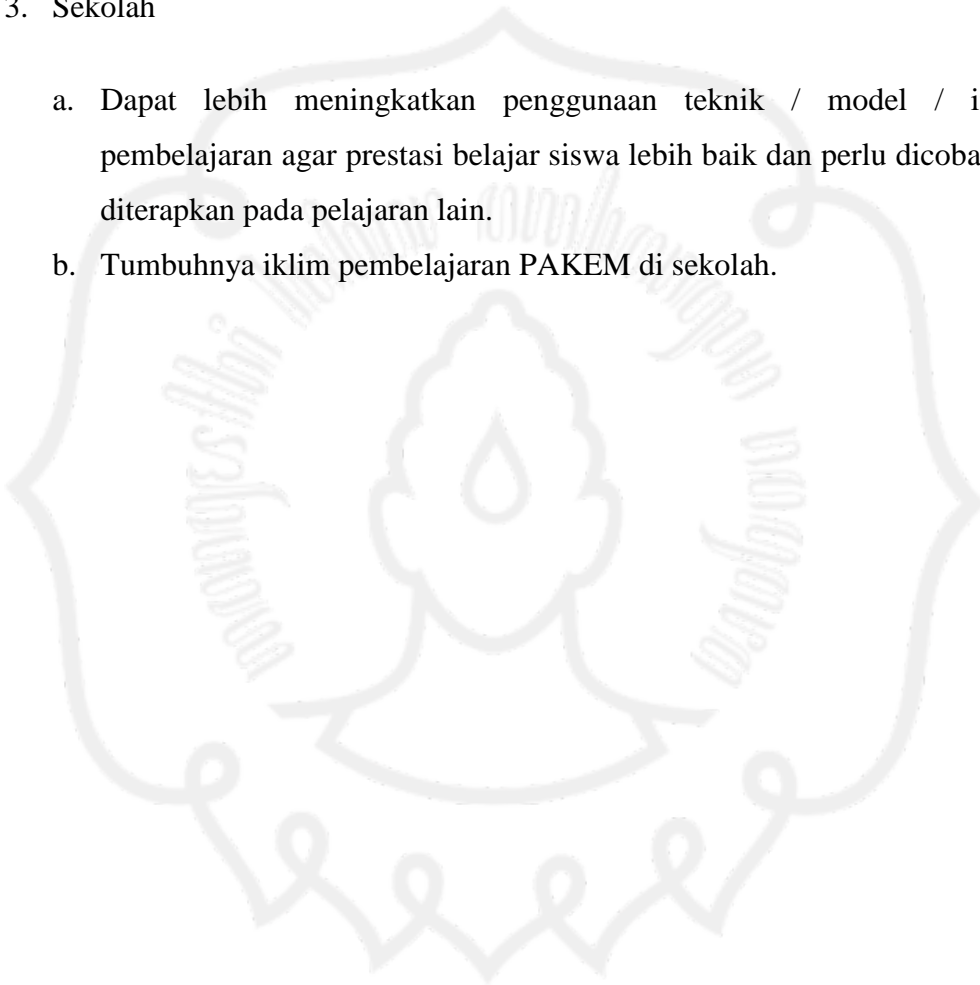 3. Sekolah
a. Dapat lebih meningkatkan penggunaan teknik / model /
pembelajaran agar prestasi belajar siswa lebih baik dan perlu dicoba
diterapkan pada pelajaran lain.
b. Tumbuhnya iklim pembelajaran PAKEM di sekolah.